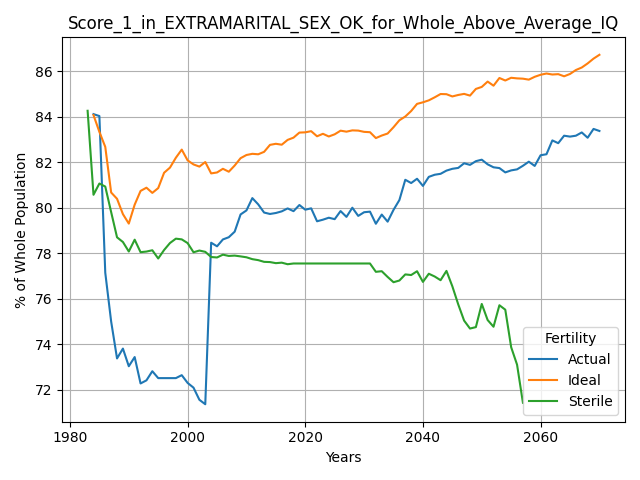 Score_1_in_EXTRAMARITAL_SEX_OK_for_Whole_Above_Average_IQ
% of Whole Population
86
84
82
80
78
76
74
72
1980 2000 2020 2040 2060
Years
Fertility
Actual
Ideal
Sterile